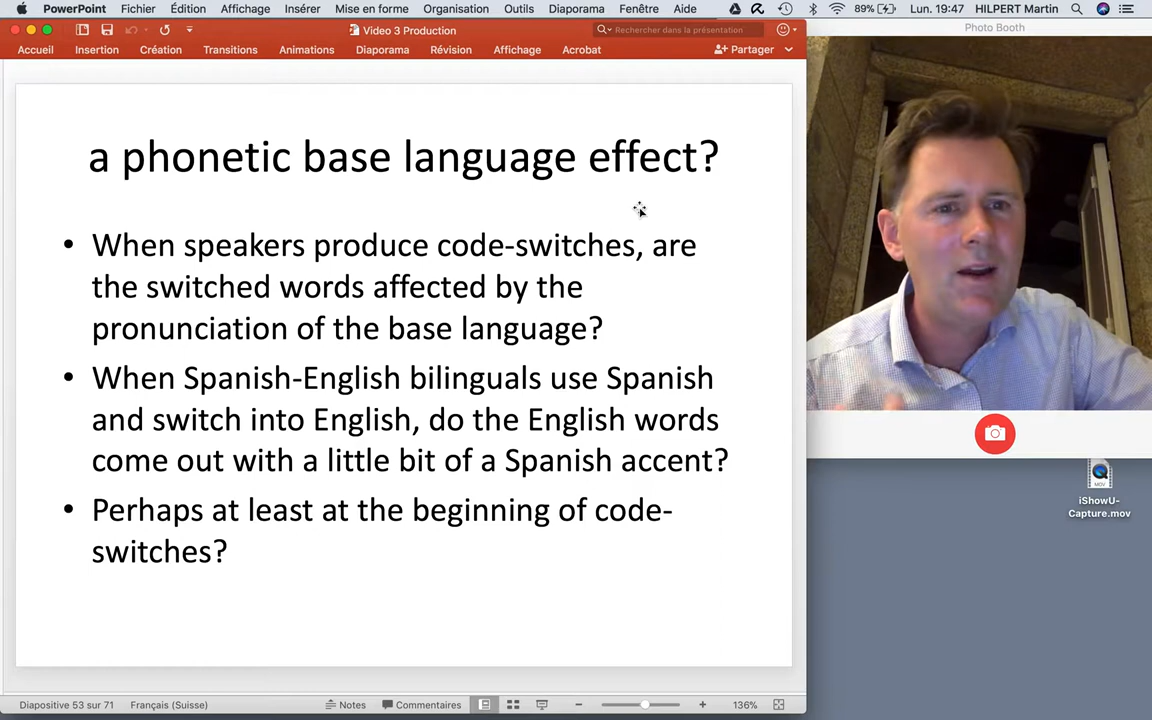 PowerPoint Fichier Édition Affichage Insérer Mise en forme Organisation Outils Diaporama Fenêtre Aide 89% Lun. 19:47 HILPERT Martin
Video 3 Production
Rechercher dans la présentation
Photo Booth
Accueil Insertion Création Transitions Animations Diaporama Révision Affichage Acrobat Partager
a phonetic base language effect?
• When speakers produce code-switches, are
the switched words affected by the
pronunciation of the base language?
• When Spanish-English bilinguals use Spanish
and switch into English, do the English words
come out with a little bit of a Spanish accent?
• Perhaps at least at the beginning of code-
switches?
MOV
iShowU-
Capture.mov
Diapositive 53 sur 71 Français (Suisse) Notes Commentaires 136%